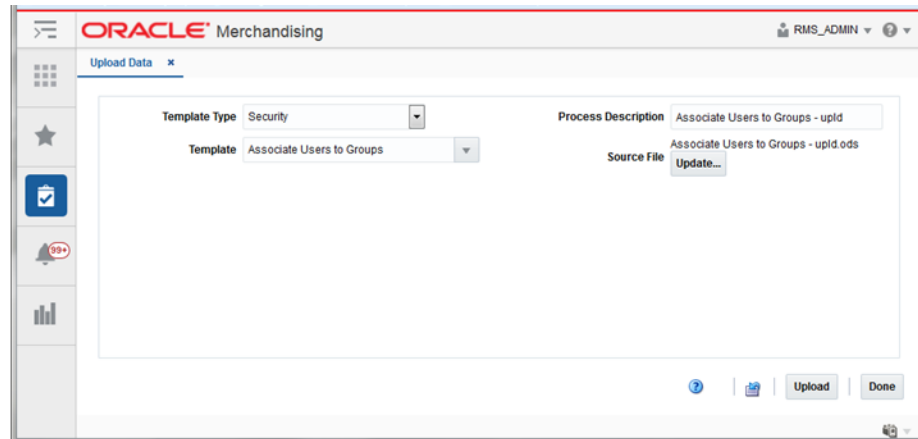 ORACLE® Merchandising
RMS_ADMIN
Upload Data ×
Template Type Security
Process Description Associate Users to Groups - upld
Template Associate Users to Groups
Source File Associate Users to Groups - upld.ods
Update...
99+
Upload
Done